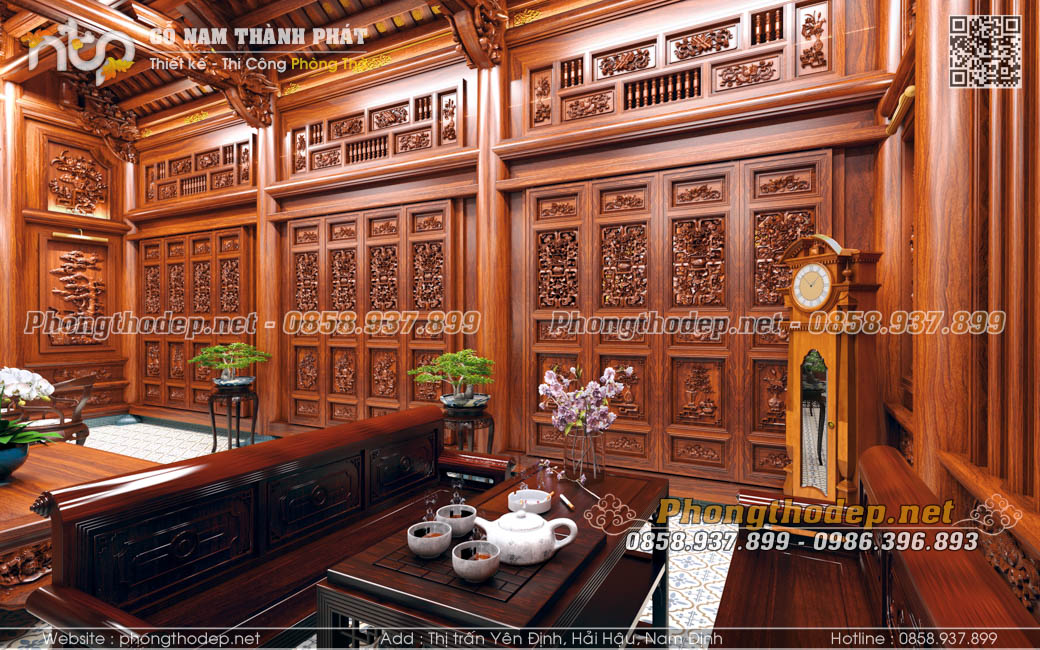 ntp GỖ NAM THÀNH PHÁT
Thiết kế - Thi Công Phòng Thờ
Phongthodep.net - 0858.937.899 Phongthodep.net - 0858.937.899
Phongthodep.net
0858.937.899 - 0986.396.893
Website : phongthodep.net Add : Thị trấn Yên Định, Hải Hậu, Nam Định Hotline : 0858.937.899